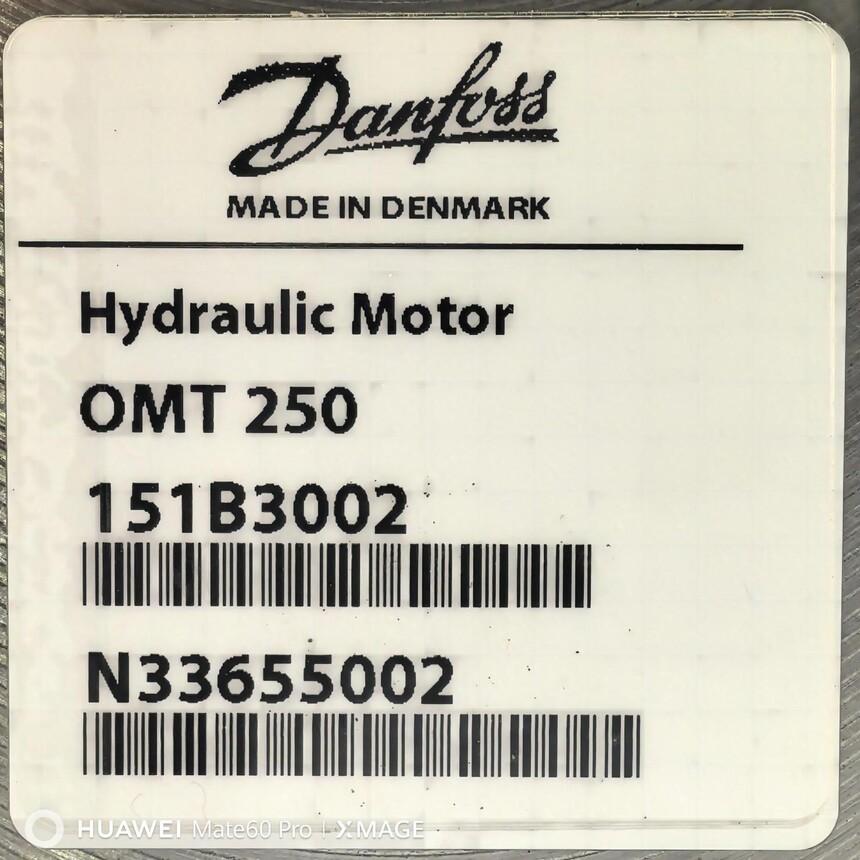 Danfoss
MADE IN DENMARK
Hydraulic Motor
OMT 250
151B3002
N33655002
HUAWEI Mate60 Pro | XMAGE